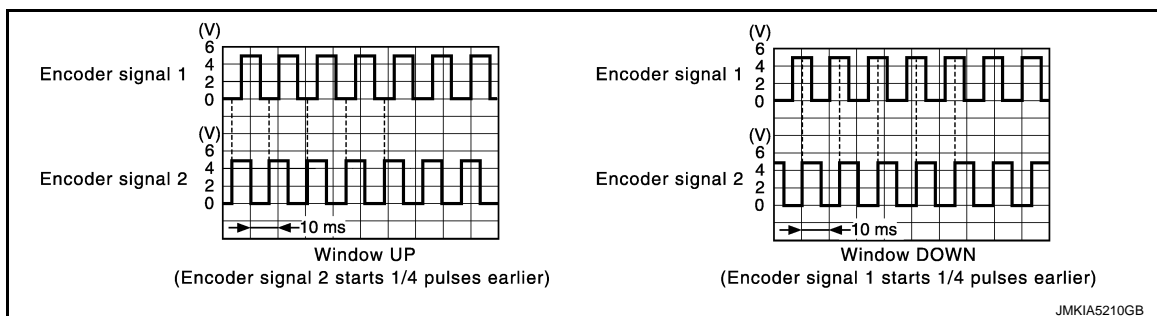 (V)
6
4
2
0
Encoder signal 1
(V)
6
4
2
0
Encoder signal 2
10 ms
Window UP
(Encoder signal 2 starts 1/4 pulses earlier)
(V)
6
4
2
0
Encoder signal 1
(V)
6
4
2
0
Encoder signal 2
10 ms
Window DOWN
(Encoder signal 1 starts 1/4 pulses earlier)
JMKIA5210GB